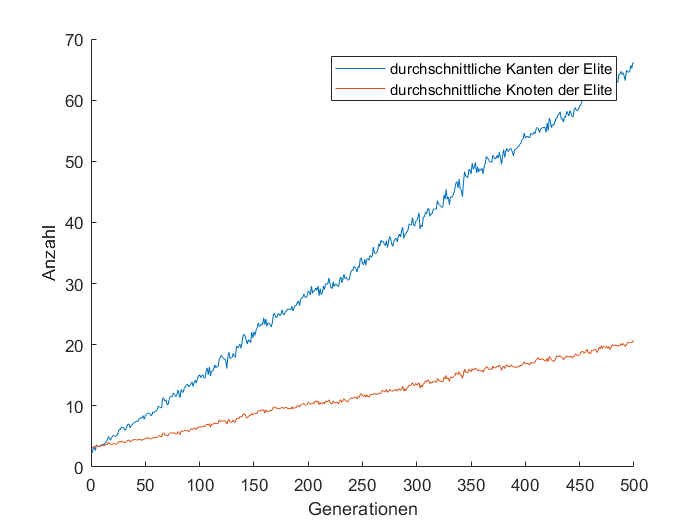 70
60
50
40
30
20
10
0
Anzahl
durchschnittliche Kanten der Elite
durchschnittliche Knoten der Elite
0 50 100 150 200 250 300 350 400 450 500
Generationen